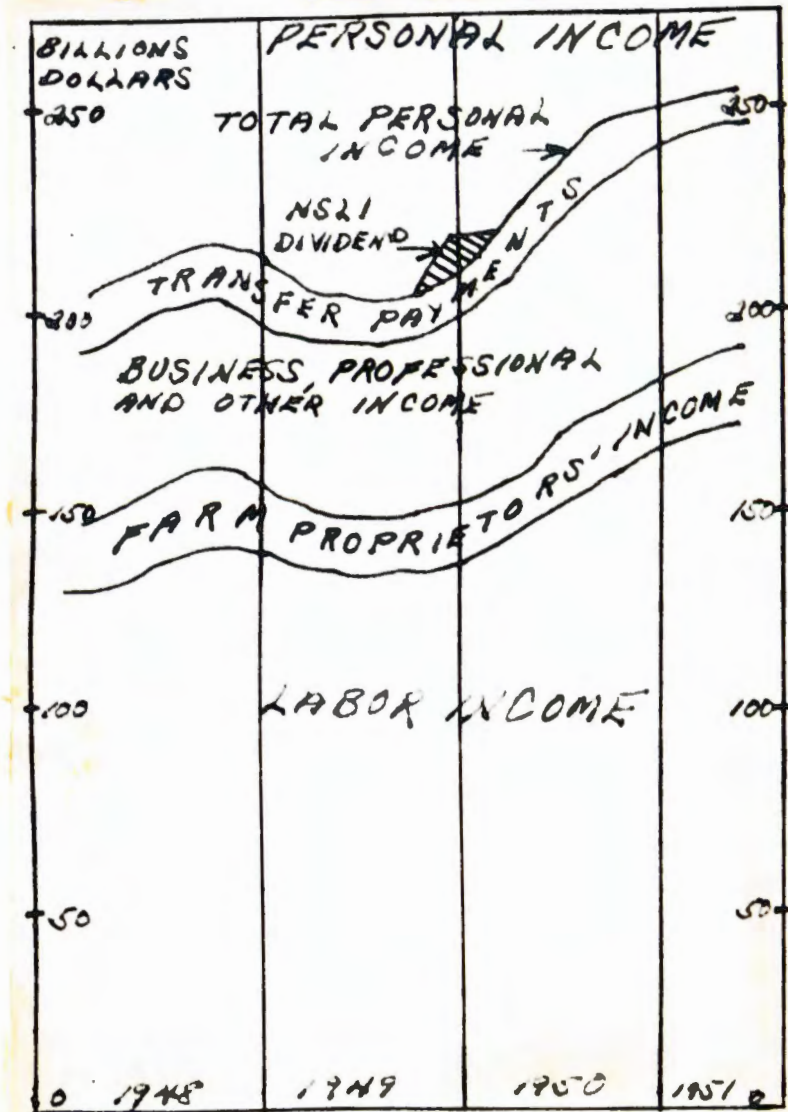 PERSONAL INCOME
BILLIONS
DOLLARS
250
250
TOTAL PERSONAL
INCOME
NSLI
DIVIDEND
TRANSFER PAYMENTS
200
200
BUSINESS, PROFESSIONAL
AND OTHER INCOME
150
150
FARM PROPRIETORS' INCOME
100
LABOR INCOME
100
50
50
0
1948
1949
1950
1951
0